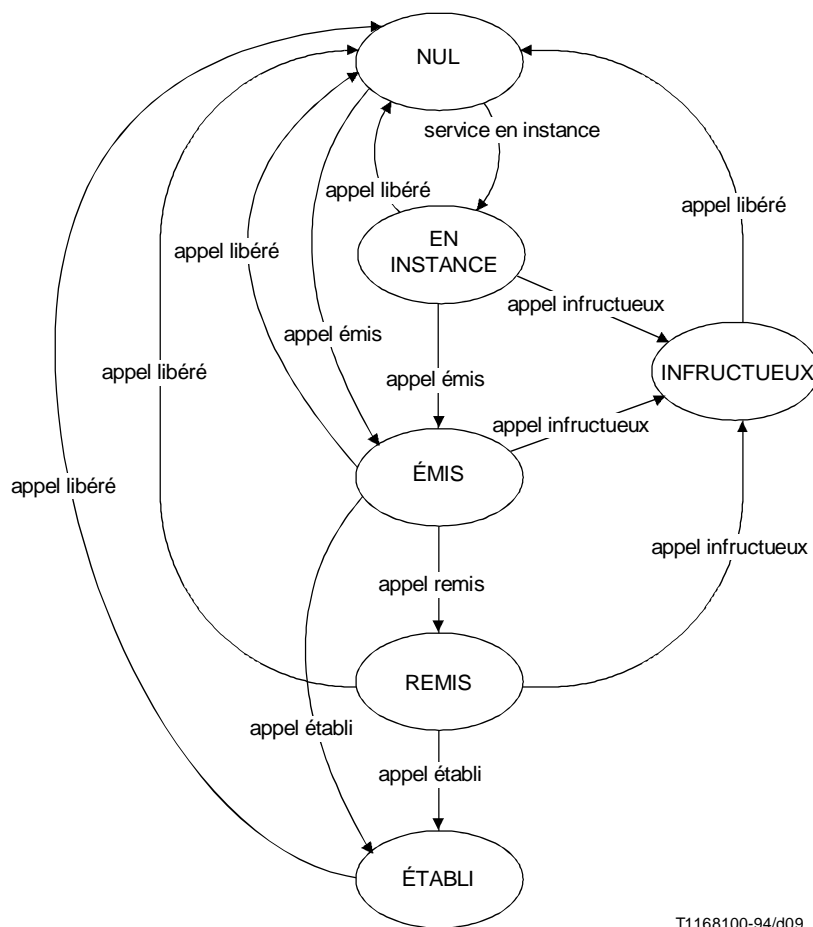 NUL
service en instance
appel libéré
appel libéré
EN
INSTANCE
appel libéré
appel infructueux
appel émis
INFRUCTUEUX
appel libéré
appel émis
appel infructueux
appel libéré
ÉMIS
appel infructueux
appel remis
REMIS
appel établi
appel établi
ÉTABLI
T1168100-94/d09